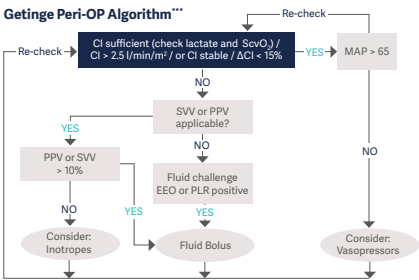 Getinge Peri-OP Algorithm***
Re-check
Re-check
CI sufficient (check lactate and ScvO₂) /
CI > 2.5 l/min/m² / or CI stable / ΔCI < 15%
YES
MAP > 65
NO
SVV or PPV
applicable?
YES
NO
PPV or SVV
> 10%
Fluid challenge
EEO or PLR positive
NO
NO
YES
YES
Consider:
Inotropes
Fluid Bolus
Consider:
Vasopressors